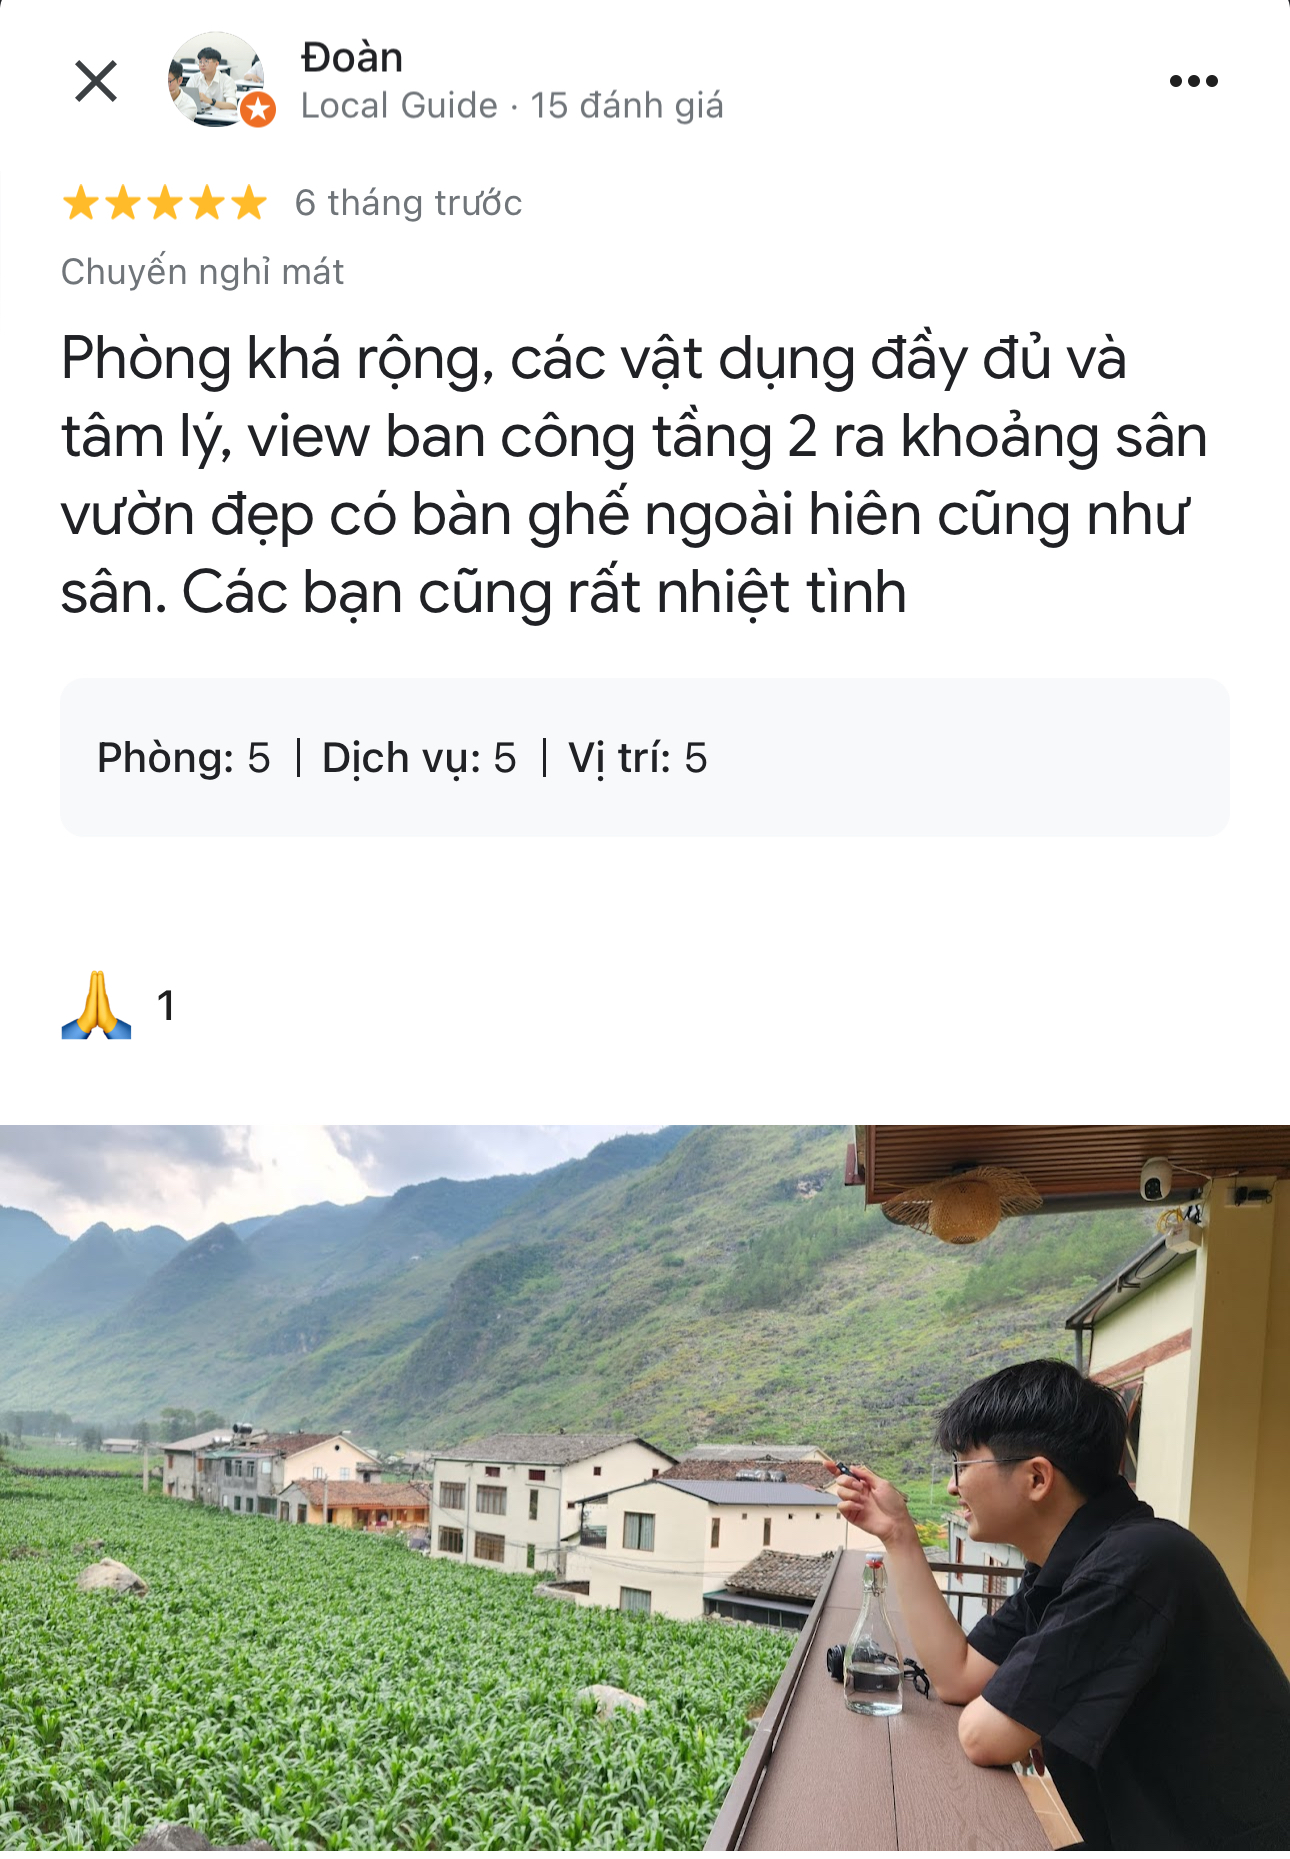 Đoàn
Local Guide · 15 đánh giá
6 tháng trước
Chuyến nghỉ mát
Phòng khá rộng, các vật dụng đầy đủ và
tâm lý, view ban công tầng 2 ra khoảng sân
vườn đẹp có bàn ghế ngoài hiên cũng như
sân. Các bạn cũng rất nhiệt tình
Phòng: 5 | Dịch vụ: 5 | Vị trí: 5
🙏 1